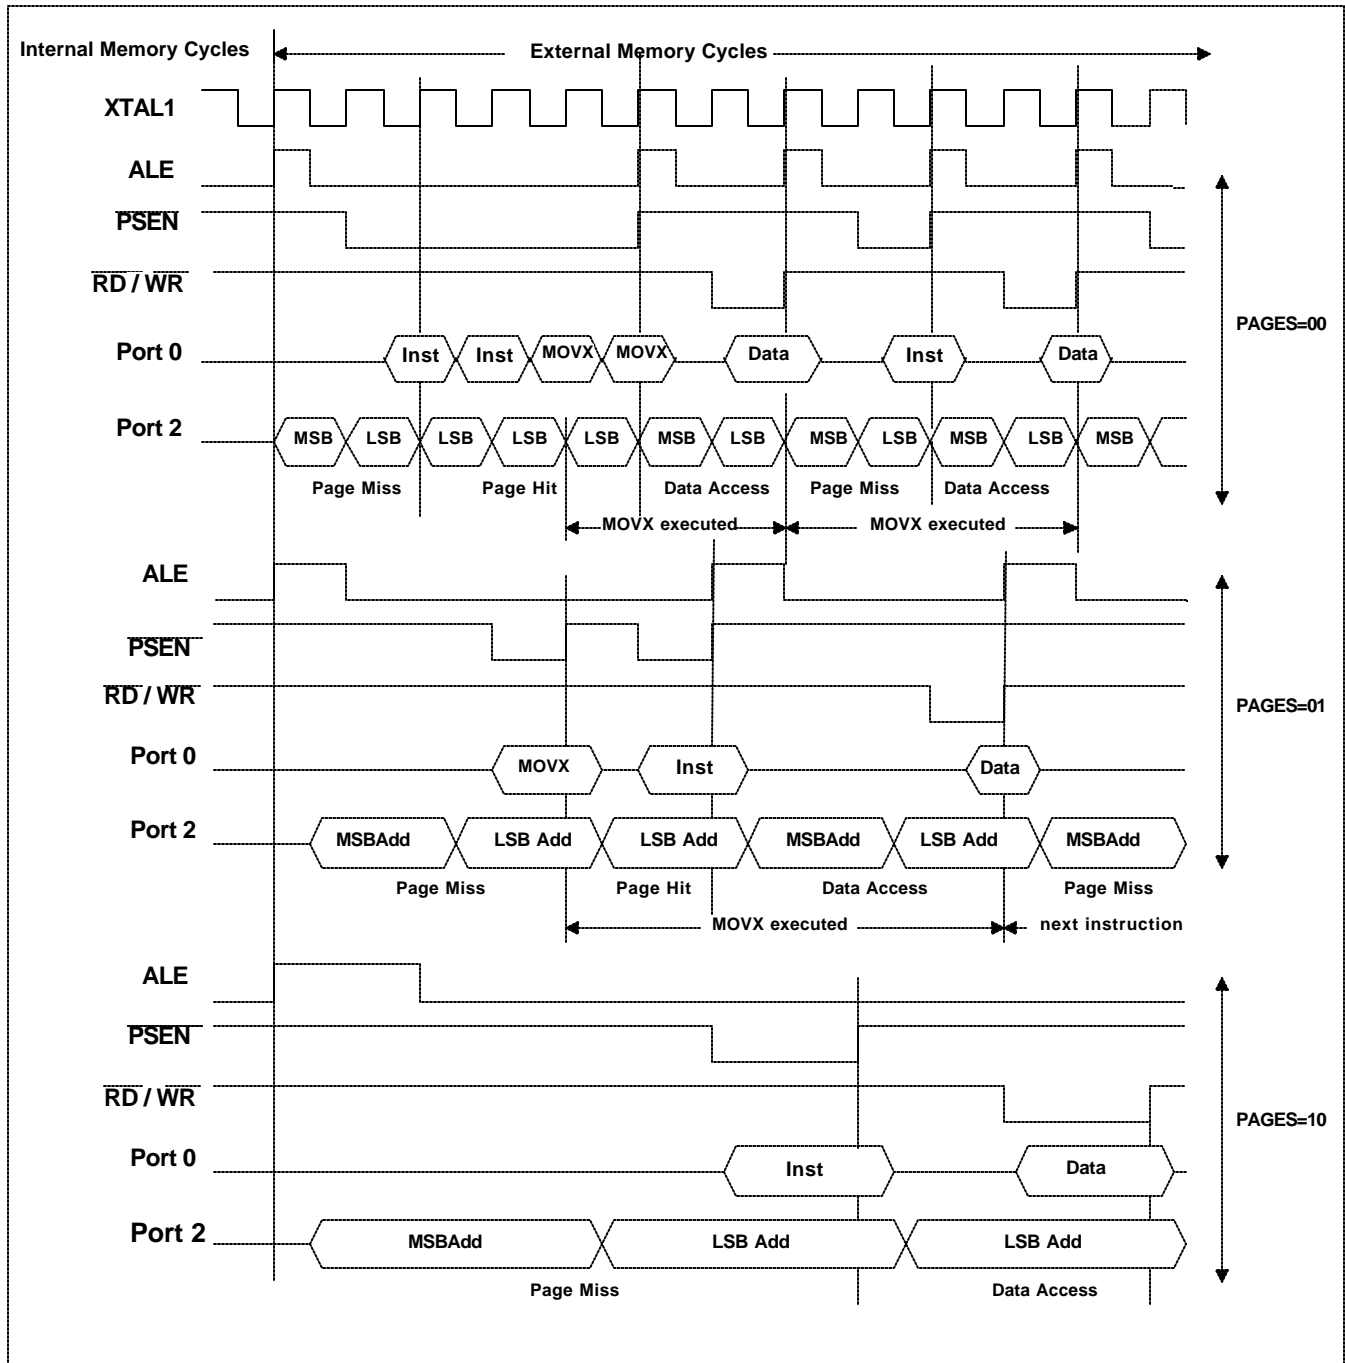 Internal Memory Cycles External Memory Cycles
XTAL1
ALE
PSEN
RD / WR
PAGES=00
Port 0 Inst Inst MOVX MOVX Data Inst Data
Port 2 MSB LSB LSB LSB LSB MSB LSB MSB LSB MSB LSB MSB
Page Miss Page Hit Data Access Page Miss Data Access
MOVX executed MOVX executed
ALE
PSEN
RD / WR
PAGES=01
Port 0 MOVX Inst Data
Port 2 MSBAdd LSB Add LSB Add MSBAdd LSB Add MSBAdd
Page Miss Page Hit Data Access Page Miss
MOVX executed next instruction
ALE
PSEN
RD / WR
PAGES=10
Port 0 Inst Data
Port 2 MSBAdd LSB Add LSB Add
Page Miss Data Access